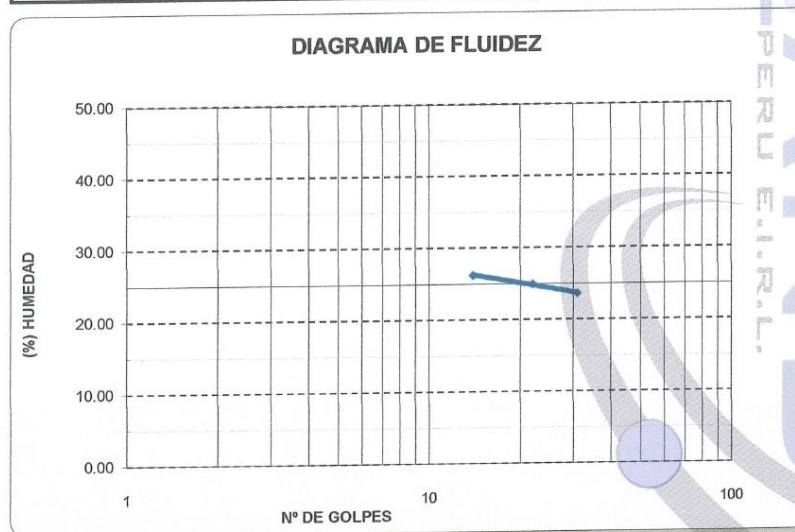 DIAGRAMA DE FLUIDEZ
50.00
40.00
30.00
20.00
10.00
0.00
(%) HUMEDAD
1
10
100
Nº DE GOLPES
PERU E.I.R.L.